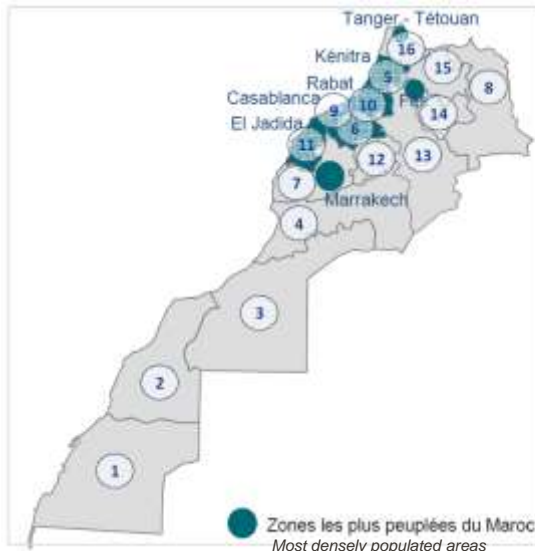 Tanger - Tétouan
16
Kénitra
15
5
8
Rabat
Casablanca
9
10
14
El Jadida
6
11
12
13
7
Marrakech
4
3
2
1
Zones les plus peuplées du Maroc
Most densely populated areas